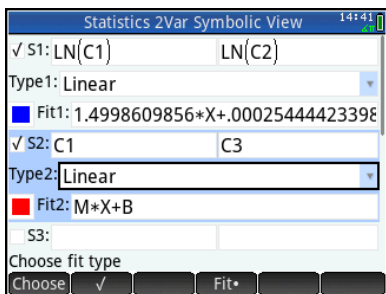 Statistics 2Var Symbolic View 14:41
√ S1: LN(C1) LN(C2)
Type1: Linear
Fit1: 1.4998609856*X+.00025444423398
√ S2: C1 C3
Type2: Linear
Fit2: M*X+B
S3:
Choose fit type
Choose √ Fit•